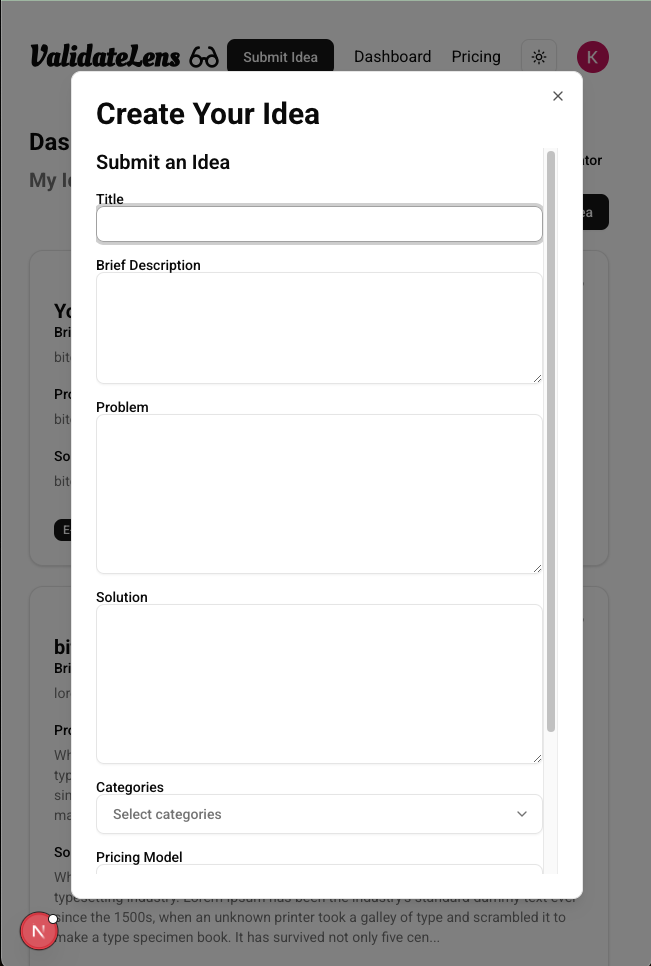 ValidateLens Submit Idea Dashboard Pricing K
Create Your Idea
Submit an Idea
Title
Brief Description
Problem
Solution
Categories
Select categories
Pricing Model
Das
My I
ator
ea
Yo
Bri
bit
Pro
bit
So
bit
E
bi
Bri
lor
Pro
Wh
typ
sin
ma
So
Wh
typesetting industry. Lorem Ipsum has been the industry's standard dummy text ever
since the 1500s, when an unknown printer took a galley of type and scrambled it to
make a type specimen book. It has survived not only five cen...
N